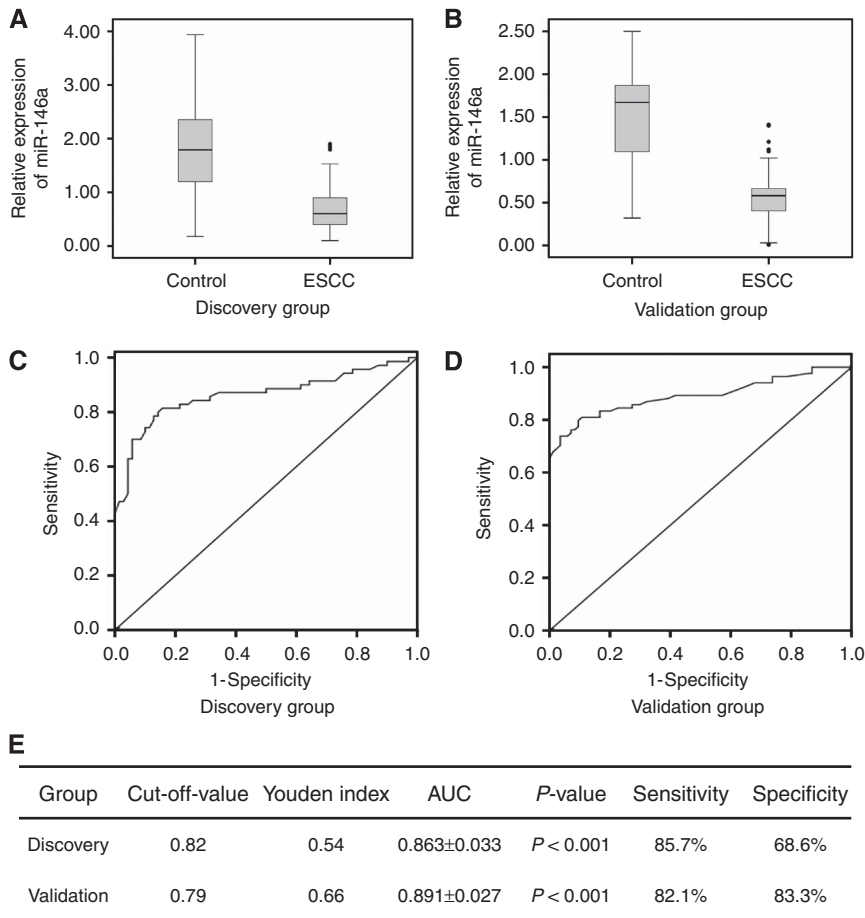 A
4.00
3.00
2.00
1.00
0.00
Relative expression
of miR-146a
Control
ESCC
Discovery group
B
2.50
2.00
1.50
1.00
0.50
0.00
Relative expression
of miR-146a
Control
ESCC
Validation group
C
1.0
0.8
0.6
0.4
0.2
0.0
Sensitivity
0.0 0.2 0.4 0.6 0.8 1.0
1-Specificity
Discovery group
D
1.0
0.8
0.6
0.4
0.2
0.0
Sensitivity
0.0 0.2 0.4 0.6 0.8 1.0
1-Specificity
Validation group
E
Group Cut-off-value Youden index AUC P-value Sensitivity Specificity
Discovery 0.82 0.54 0.863±0.033 P < 0.001 85.7% 68.6%
Validation 0.79 0.66 0.891±0.027 P < 0.001 82.1% 83.3%